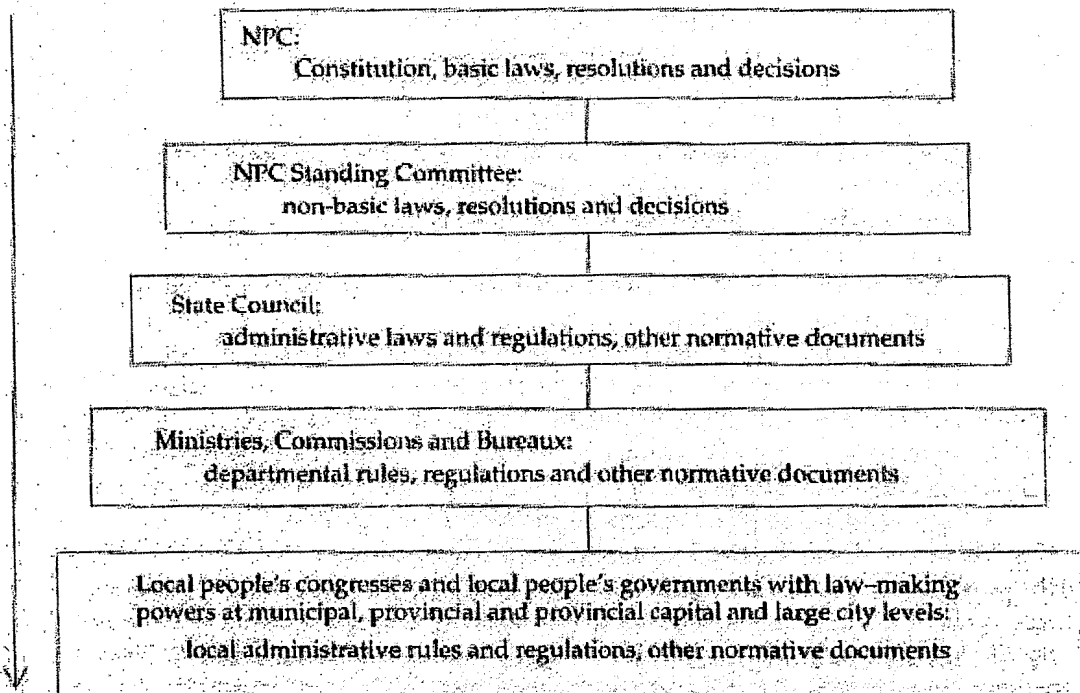 NPC:
Constitution, basic laws, resolutions and decisions
NPC Standing Committee:
non-basic laws, resolutions and decisions
State Council:
administrative laws and regulations, other normative documents
Ministries, Commissions and Bureaux:
departmental rules, regulations and other normative documents
Local people's congresses and local people's governments with law–making
powers at municipal, provincial and provincial capital and large city levels:
local administrative rules and regulations, other normative documents